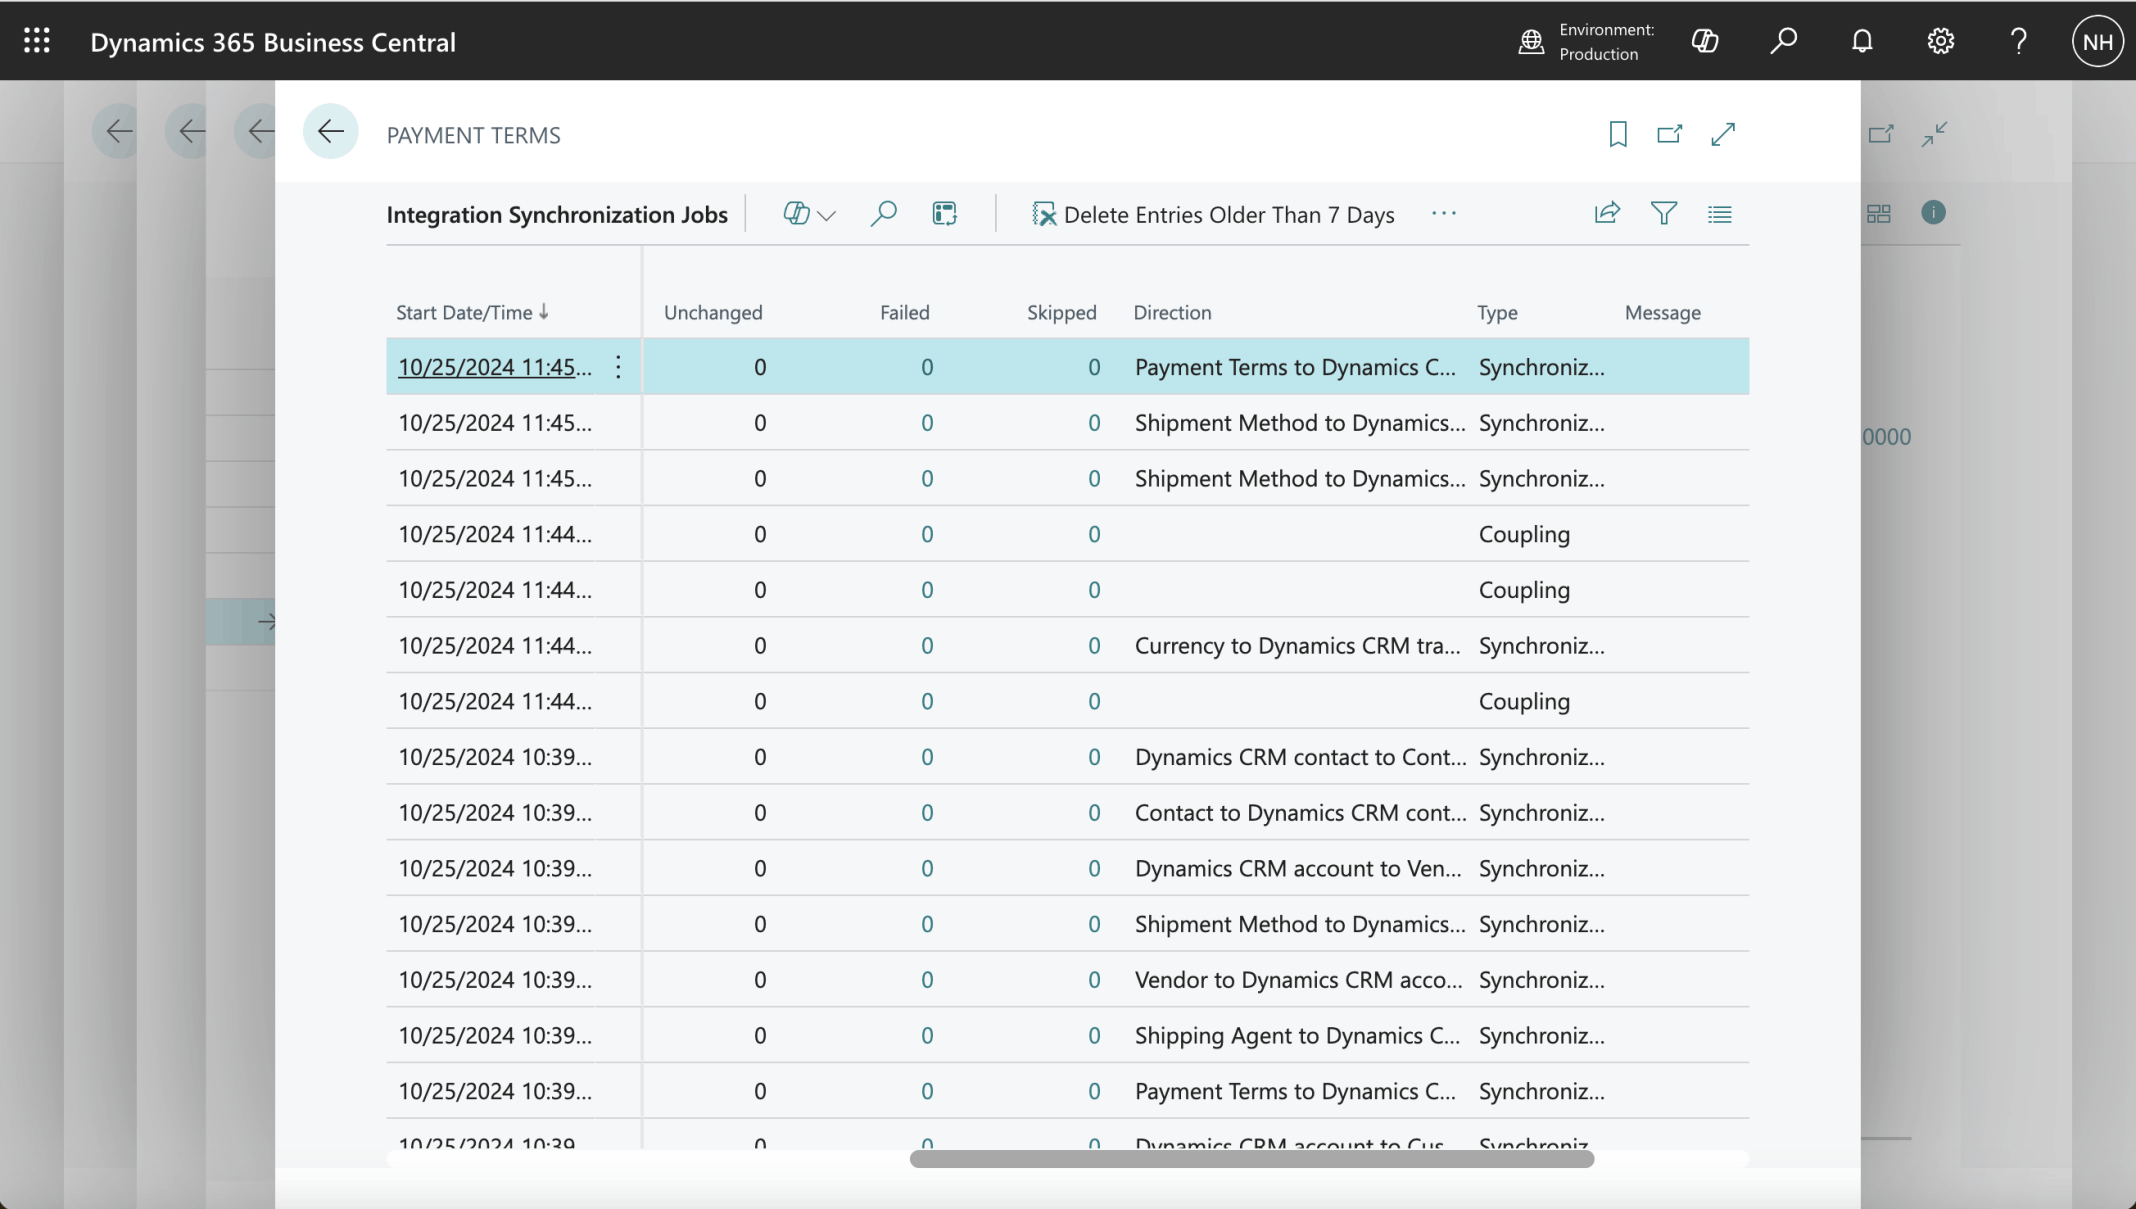 Dynamics 365 Business Central
Environment:
Production
NH
PAYMENT TERMS
Integration Synchronization Jobs
Delete Entries Older Than 7 Days
Start Date/Time↓ Unchanged Failed Skipped Direction Type Message
10/25/2024 11:45... 0 0 0 Payment Terms to Dynamics C... Synchroniz...
10/25/2024 11:45... 0 0 0 Shipment Method to Dynamics... Synchroniz...
0000
10/25/2024 11:45... 0 0 0 Shipment Method to Dynamics... Synchroniz...
10/25/2024 11:44... 0 0 0 Coupling
10/25/2024 11:44... 0 0 0 Coupling
10/25/2024 11:44... 0 0 0 Currency to Dynamics CRM tra... Synchroniz...
10/25/2024 11:44... 0 0 0 Coupling
10/25/2024 10:39... 0 0 0 Dynamics CRM contact to Cont... Synchroniz...
10/25/2024 10:39... 0 0 0 Contact to Dynamics CRM cont... Synchroniz...
10/25/2024 10:39... 0 0 0 Dynamics CRM account to Ven... Synchroniz...
10/25/2024 10:39... 0 0 0 Shipment Method to Dynamics... Synchroniz...
10/25/2024 10:39... 0 0 0 Vendor to Dynamics CRM acco... Synchroniz...
10/25/2024 10:39... 0 0 0 Shipping Agent to Dynamics C... Synchroniz...
10/25/2024 10:39... 0 0 0 Payment Terms to Dynamics C... Synchroniz...
10/25/2024 10:39 0 0 0 Dynamics CRM account to Cus Synchroniz